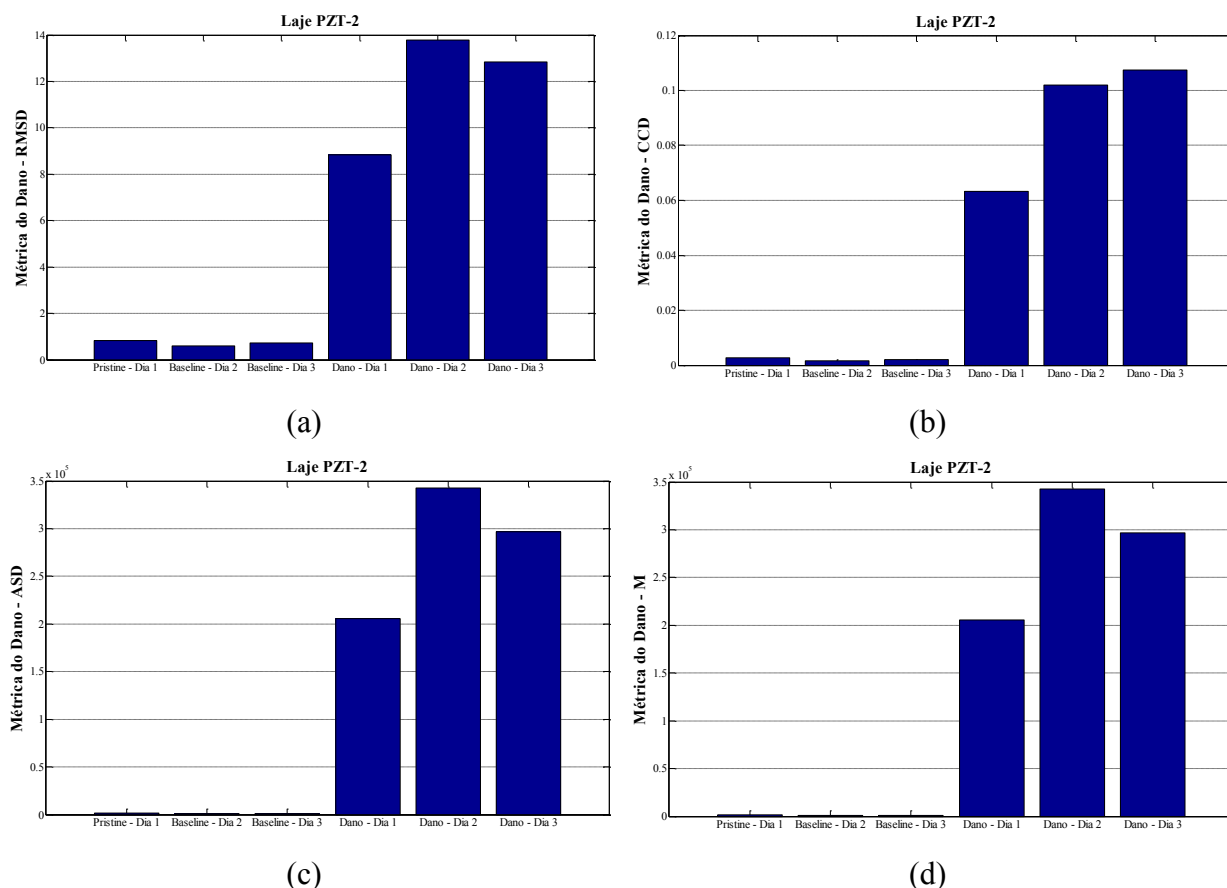 Laje PZT-2
Métrica do Dano - RMSD
14
12
10
8
6
4
2
0
Pristine - Dia 1 Baseline - Dia 2 Baseline - Dia 3 Dano - Dia 1 Dano - Dia 2 Dano - Dia 3
(a)
Laje PZT-2
Métrica do Dano - CCD
0.12
0.1
0.08
0.06
0.04
0.02
0
Pristine - Dia 1 Baseline - Dia 2 Baseline - Dia 3 Dano - Dia 1 Dano - Dia 2 Dano - Dia 3
(b)
Laje PZT-2
x 10^5
Métrica do Dano - ASD
3.5
3
2.5
2
1.5
1
0.5
0
Pristine - Dia 1 Baseline - Dia 2 Baseline - Dia 3 Dano - Dia 1 Dano - Dia 2 Dano - Dia 3
(c)
Laje PZT-2
x 10^5
Métrica do Dano - M
3.5
3
2.5
2
1.5
1
0.5
0
Pristine - Dia 1 Baseline - Dia 2 Baseline - Dia 3 Dano - Dia 1 Dano - Dia 2 Dano - Dia 3
(d)